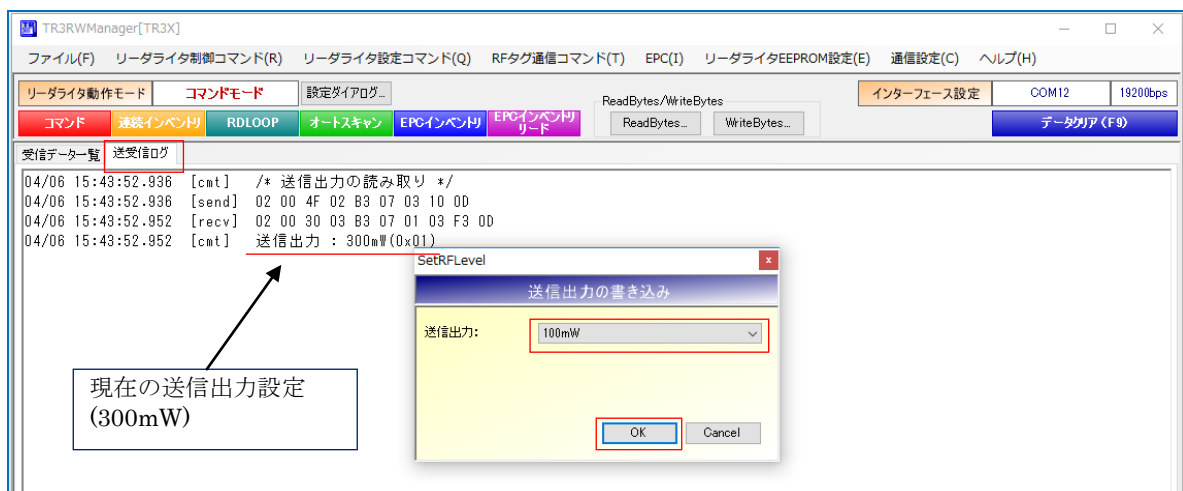 TR3RWManager[TR3X]
ファイル(F) リーダライタ制御コマンド(R) リーダライタ設定コマンド(Q) RFタグ通信コマンド(T) EPC(I) リーダライタEEPROM設定(E) 通信設定(C) ヘルプ(H)
リーダライタ動作モード コマンドモード 設定ダイアログ... ReadBytes/WriteBytes インターフェース設定 COM12 19200bps
コマンド 連続インベントリ RDLOOP オートスキャン EPCインベントリ EPCインベントリリード ReadBytes... WriteBytes... データクリア(F9)
受信データ一覧 送受信ログ
04/06 15:43:52.936 [cmt] /* 送信出力の読み取り */
04/06 15:43:52.936 [send] 02 00 4F 02 B3 07 03 10 0D
04/06 15:43:52.952 [recv] 02 00 30 03 B3 07 01 03 F3 0D
04/06 15:43:52.952 [cmt] 送信出力 : 300mW(0x01)
SetRFLevel
送信出力の書き込み
送信出力: 100mW
OK Cancel
現在の送信出力設定
(300mW)